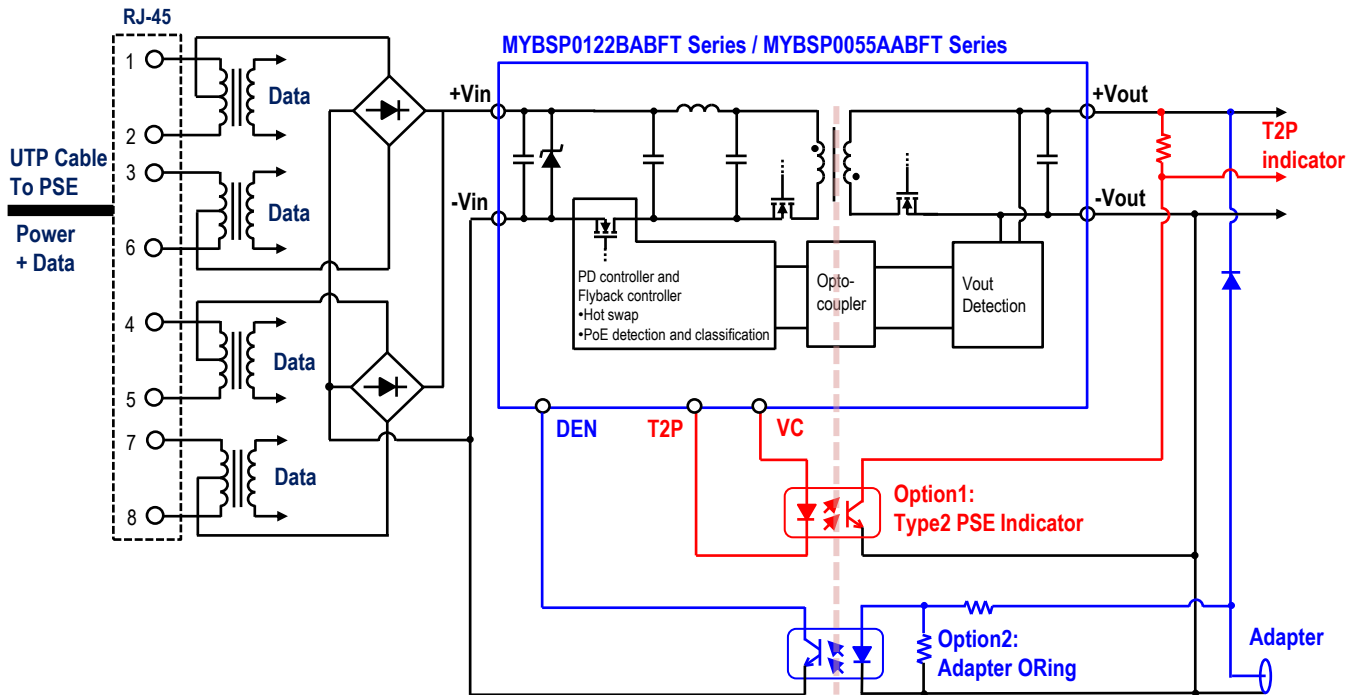 RJ-45
1
2
3
6
4
5
7
8
UTP Cable
To PSE
Power
+ Data
Data
Data
Data
Data
MYBSP0122BABFT Series / MYBSP0055AABFT Series
+Vin
-Vin
+Vout
-Vout
T2P
indicator
PD controller and
Flyback controller
•Hot swap
•PoE detection and classification
Opto-
coupler
Vout
Detection
DEN
T2P
VC
Option1:
Type2 PSE Indicator
Option2:
Adapter ORing
Adapter